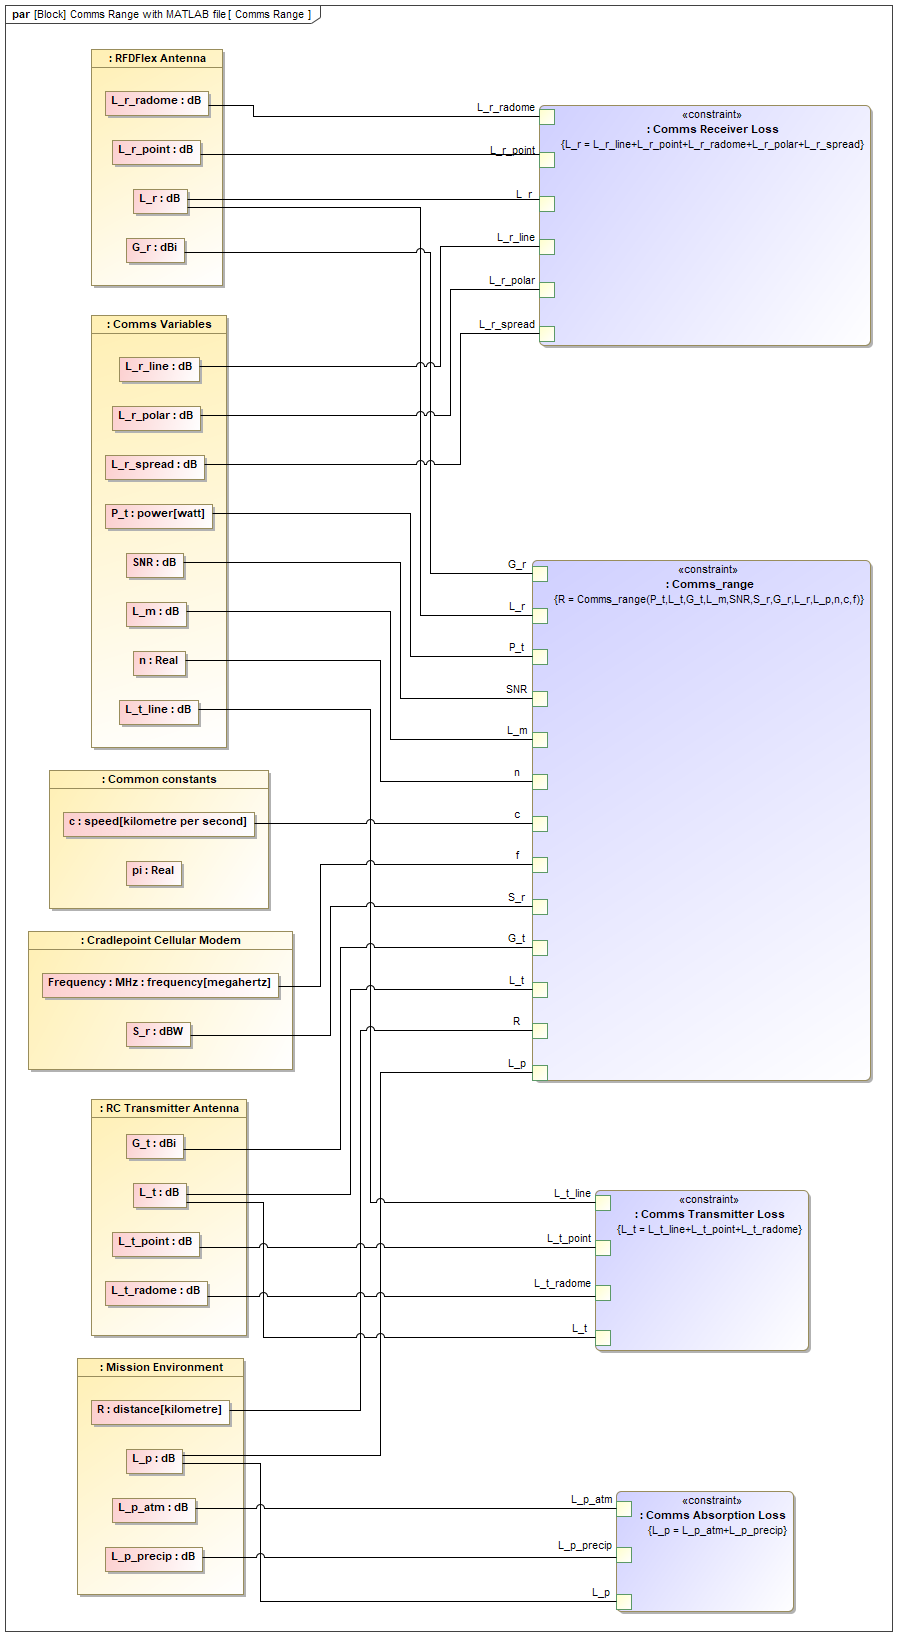 par [Block] Comms Range with MATLAB file [ Comms Range ]
: RFDFlex Antenna
L_r_radome : dB
L_r_point : dB
L_r : dB
G_r : dBi
L_r_radome
L_r_point
L_r
L_r_line
L_r_polar
L_r_spread
«constraint»
: Comms Receiver Loss
{L_r = L_r_line+L_r_point+L_r_radome+L_r_polar+L_r_spread}
: Comms Variables
L_r_line : dB
L_r_polar : dB
L_r_spread : dB
P_t : power[watt]
SNR : dB
L_m : dB
n : Real
L_t_line : dB
G_r
L_r
P_t
SNR
L_m
n
c
f
S_r
G_t
L_t
R
L_p
«constraint»
: Comms_range
{R = Comms_range(P_t,L_t,G_t,L_m,SNR,S_r,G_r,L_r,L_p,n,c,f)}
: Common constants
c : speed[kilometre per second]
pi : Real
: Cradlepoint Cellular Modem
Frequency : MHz : frequency[megahertz]
S_r : dBW
: RC Transmitter Antenna
G_t : dBi
L_t : dB
L_t_point : dB
L_t_radome : dB
L_t_line
L_t_point
L_t_radome
L_t
«constraint»
: Comms Transmitter Loss
{L_t = L_t_line+L_t_point+L_t_radome}
: Mission Environment
R : distance[kilometre]
L_p : dB
L_p_atm : dB
L_p_precip : dB
L_p_atm
L_p_precip
L_p
«constraint»
: Comms Absorption Loss
{L_p = L_p_atm+L_p_precip}